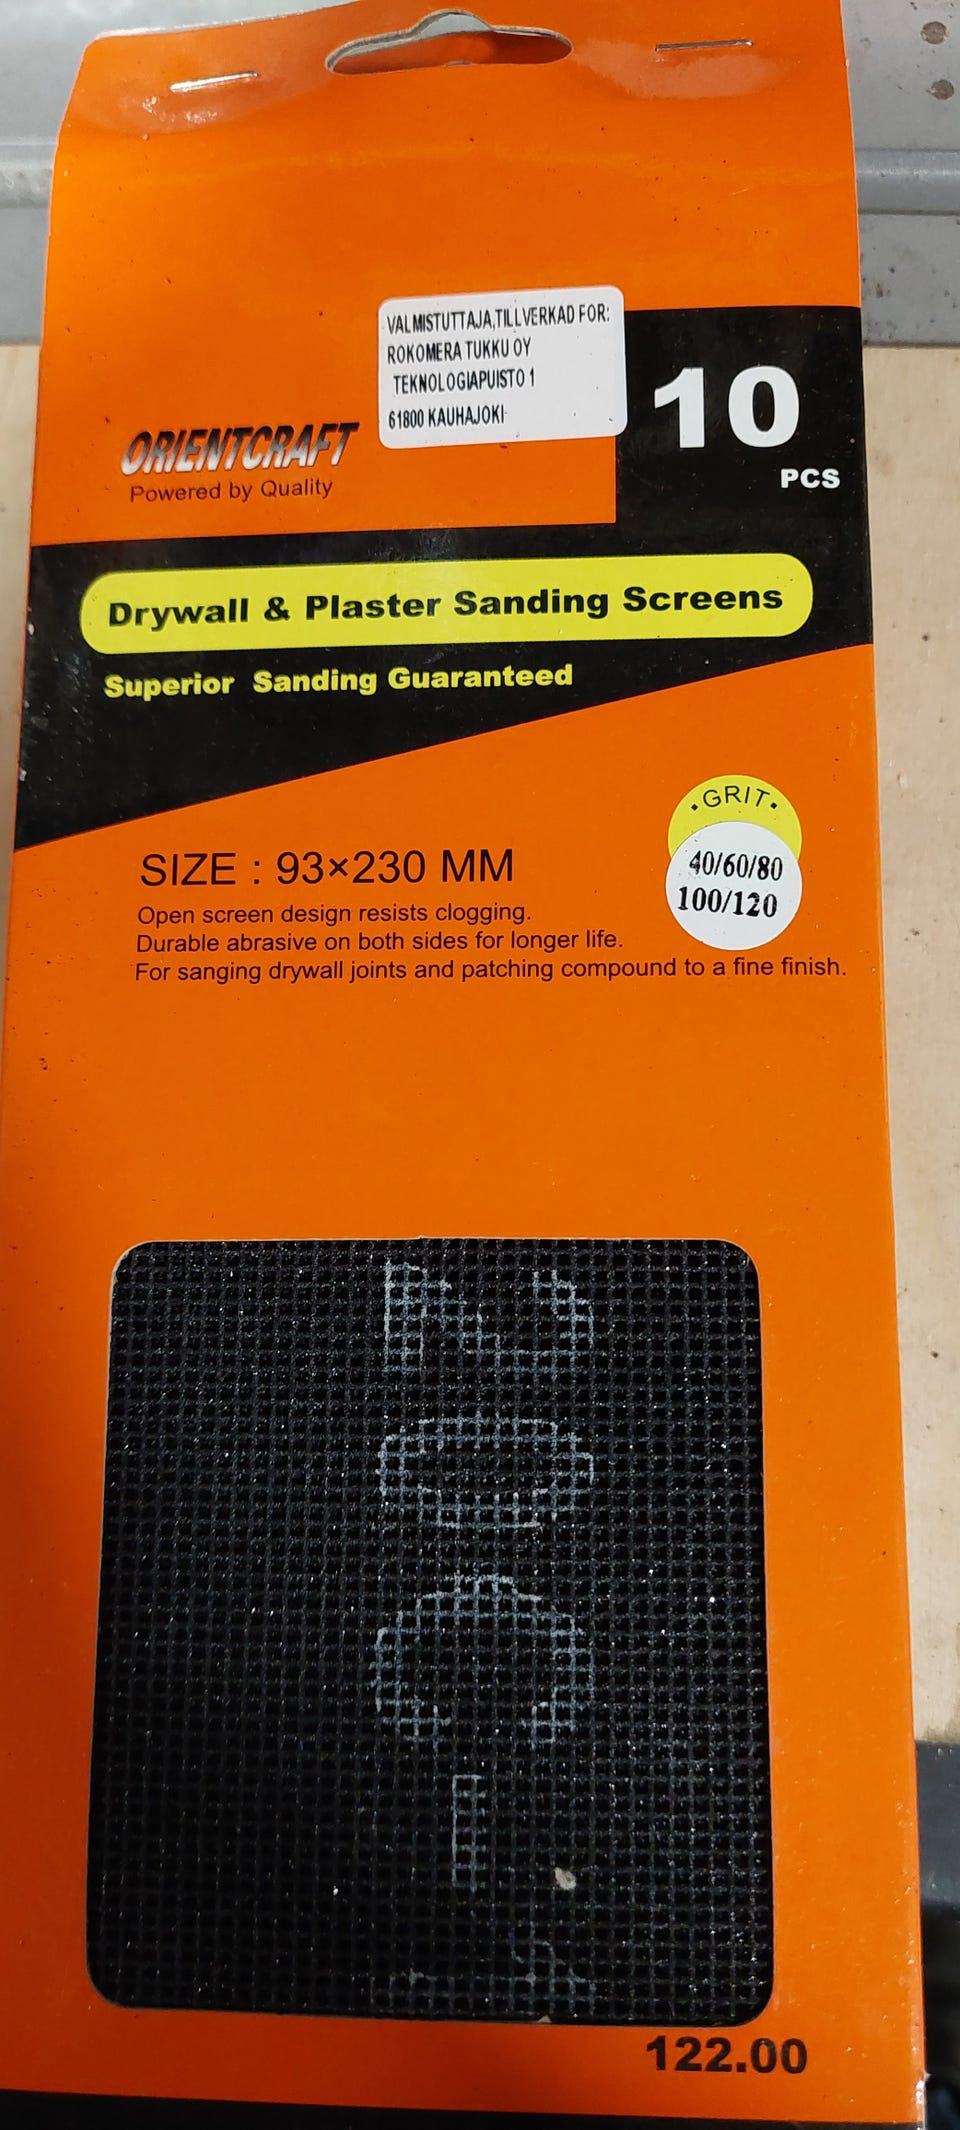 VALMISTUTTAJA,TILLVERKAD FOR:
ROKOMERA TUKKU OY
TEKNOLOGIAPUISTO 1
61800 KAUHAJOKI
10
PCS
ORIENTCRAFT
Powered by Quality
Drywall & Plaster Sanding Screens
Superior Sanding Guaranteed
•GRIT•
40/60/80
100/120
SIZE : 93×230 MM
Open screen design resists clogging.
Durable abrasive on both sides for longer life.
For sanging drywall joints and patching compound to a fine finish.
122.00